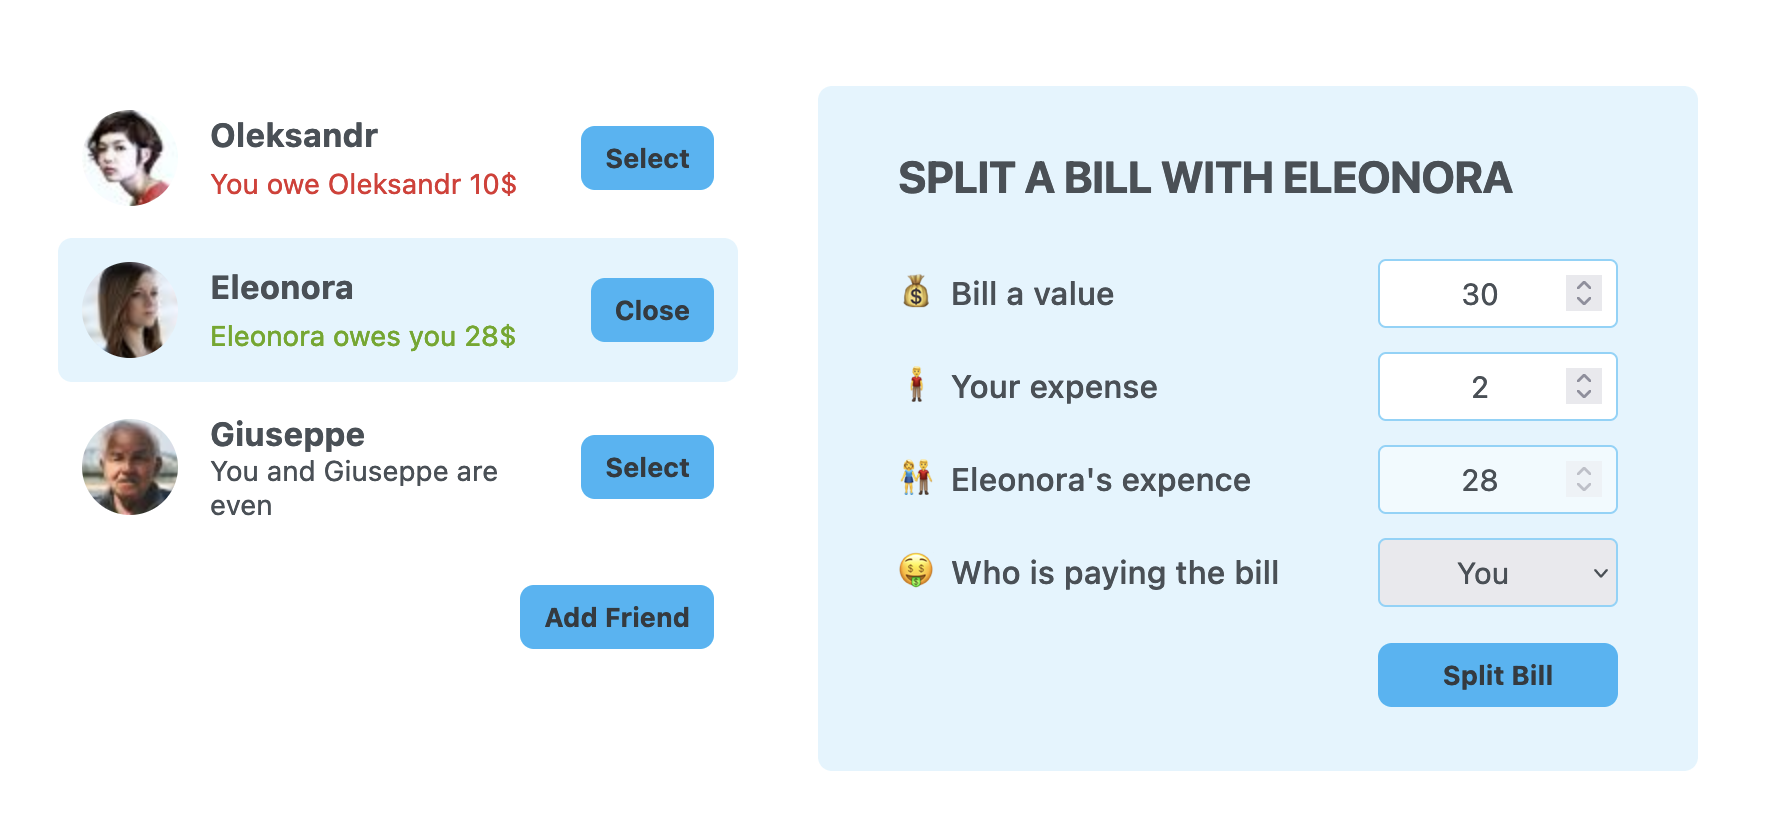 Oleksandr
You owe Oleksandr 10$
Select
Eleonora
Eleonora owes you 28$
Close
Giuseppe
You and Giuseppe are
even
Select
Add Friend
SPLIT A BILL WITH ELEONORA
Bill a value
30
Your expense
2
Eleonora's expence
28
Who is paying the bill
You
Split Bill